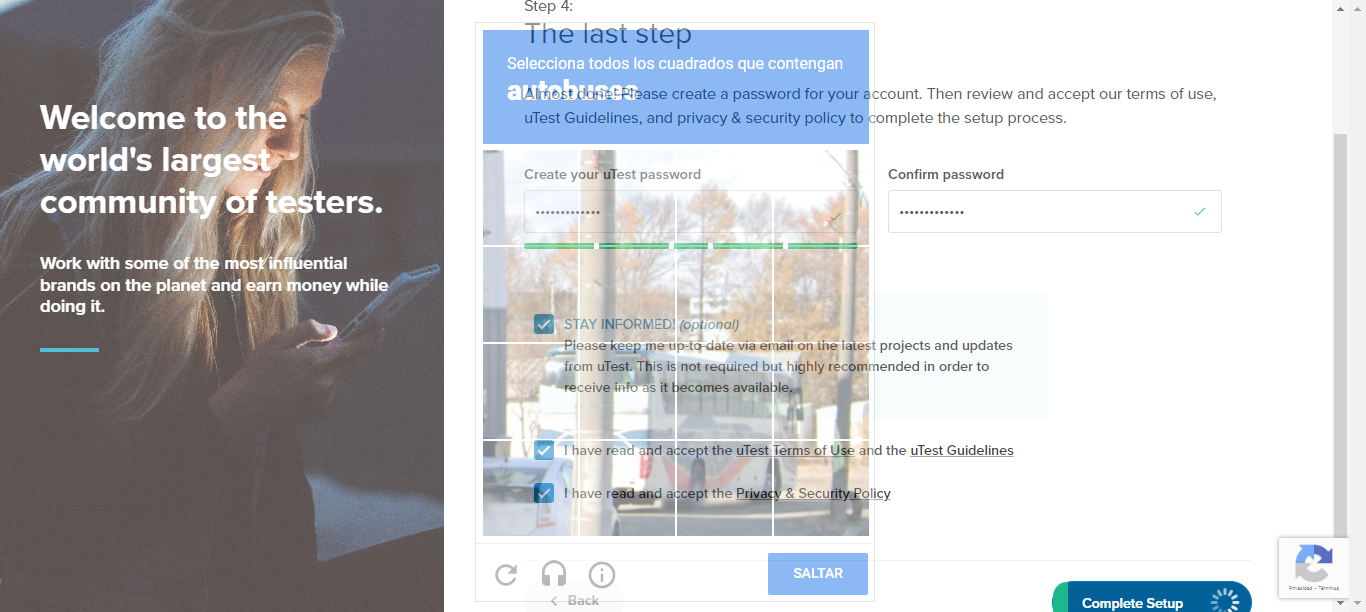 Welcome to the
world's largest
community of testers.
Work with some of the most influential
brands on the planet and earn money while
doing it.
Step 4:
The last step
Selecciona todos los cuadrados que contengan
autobuses
Almost done! Please create a password for your account. Then review and accept our terms of use,
uTest Guidelines, and privacy & security policy to complete the setup process.
Create your uTest password
Confirm password
STAY INFORMED! (optional)
Please keep me up-to-date via email on the latest projects and updates
from uTest. This is not required but highly recommended in order to
receive info as it becomes available.
I have read and accept the uTest Terms of Use and the uTest Guidelines
I have read and accept the Privacy & Security Policy
SALTAR
Back
Complete Setup
Privacidad - Términos